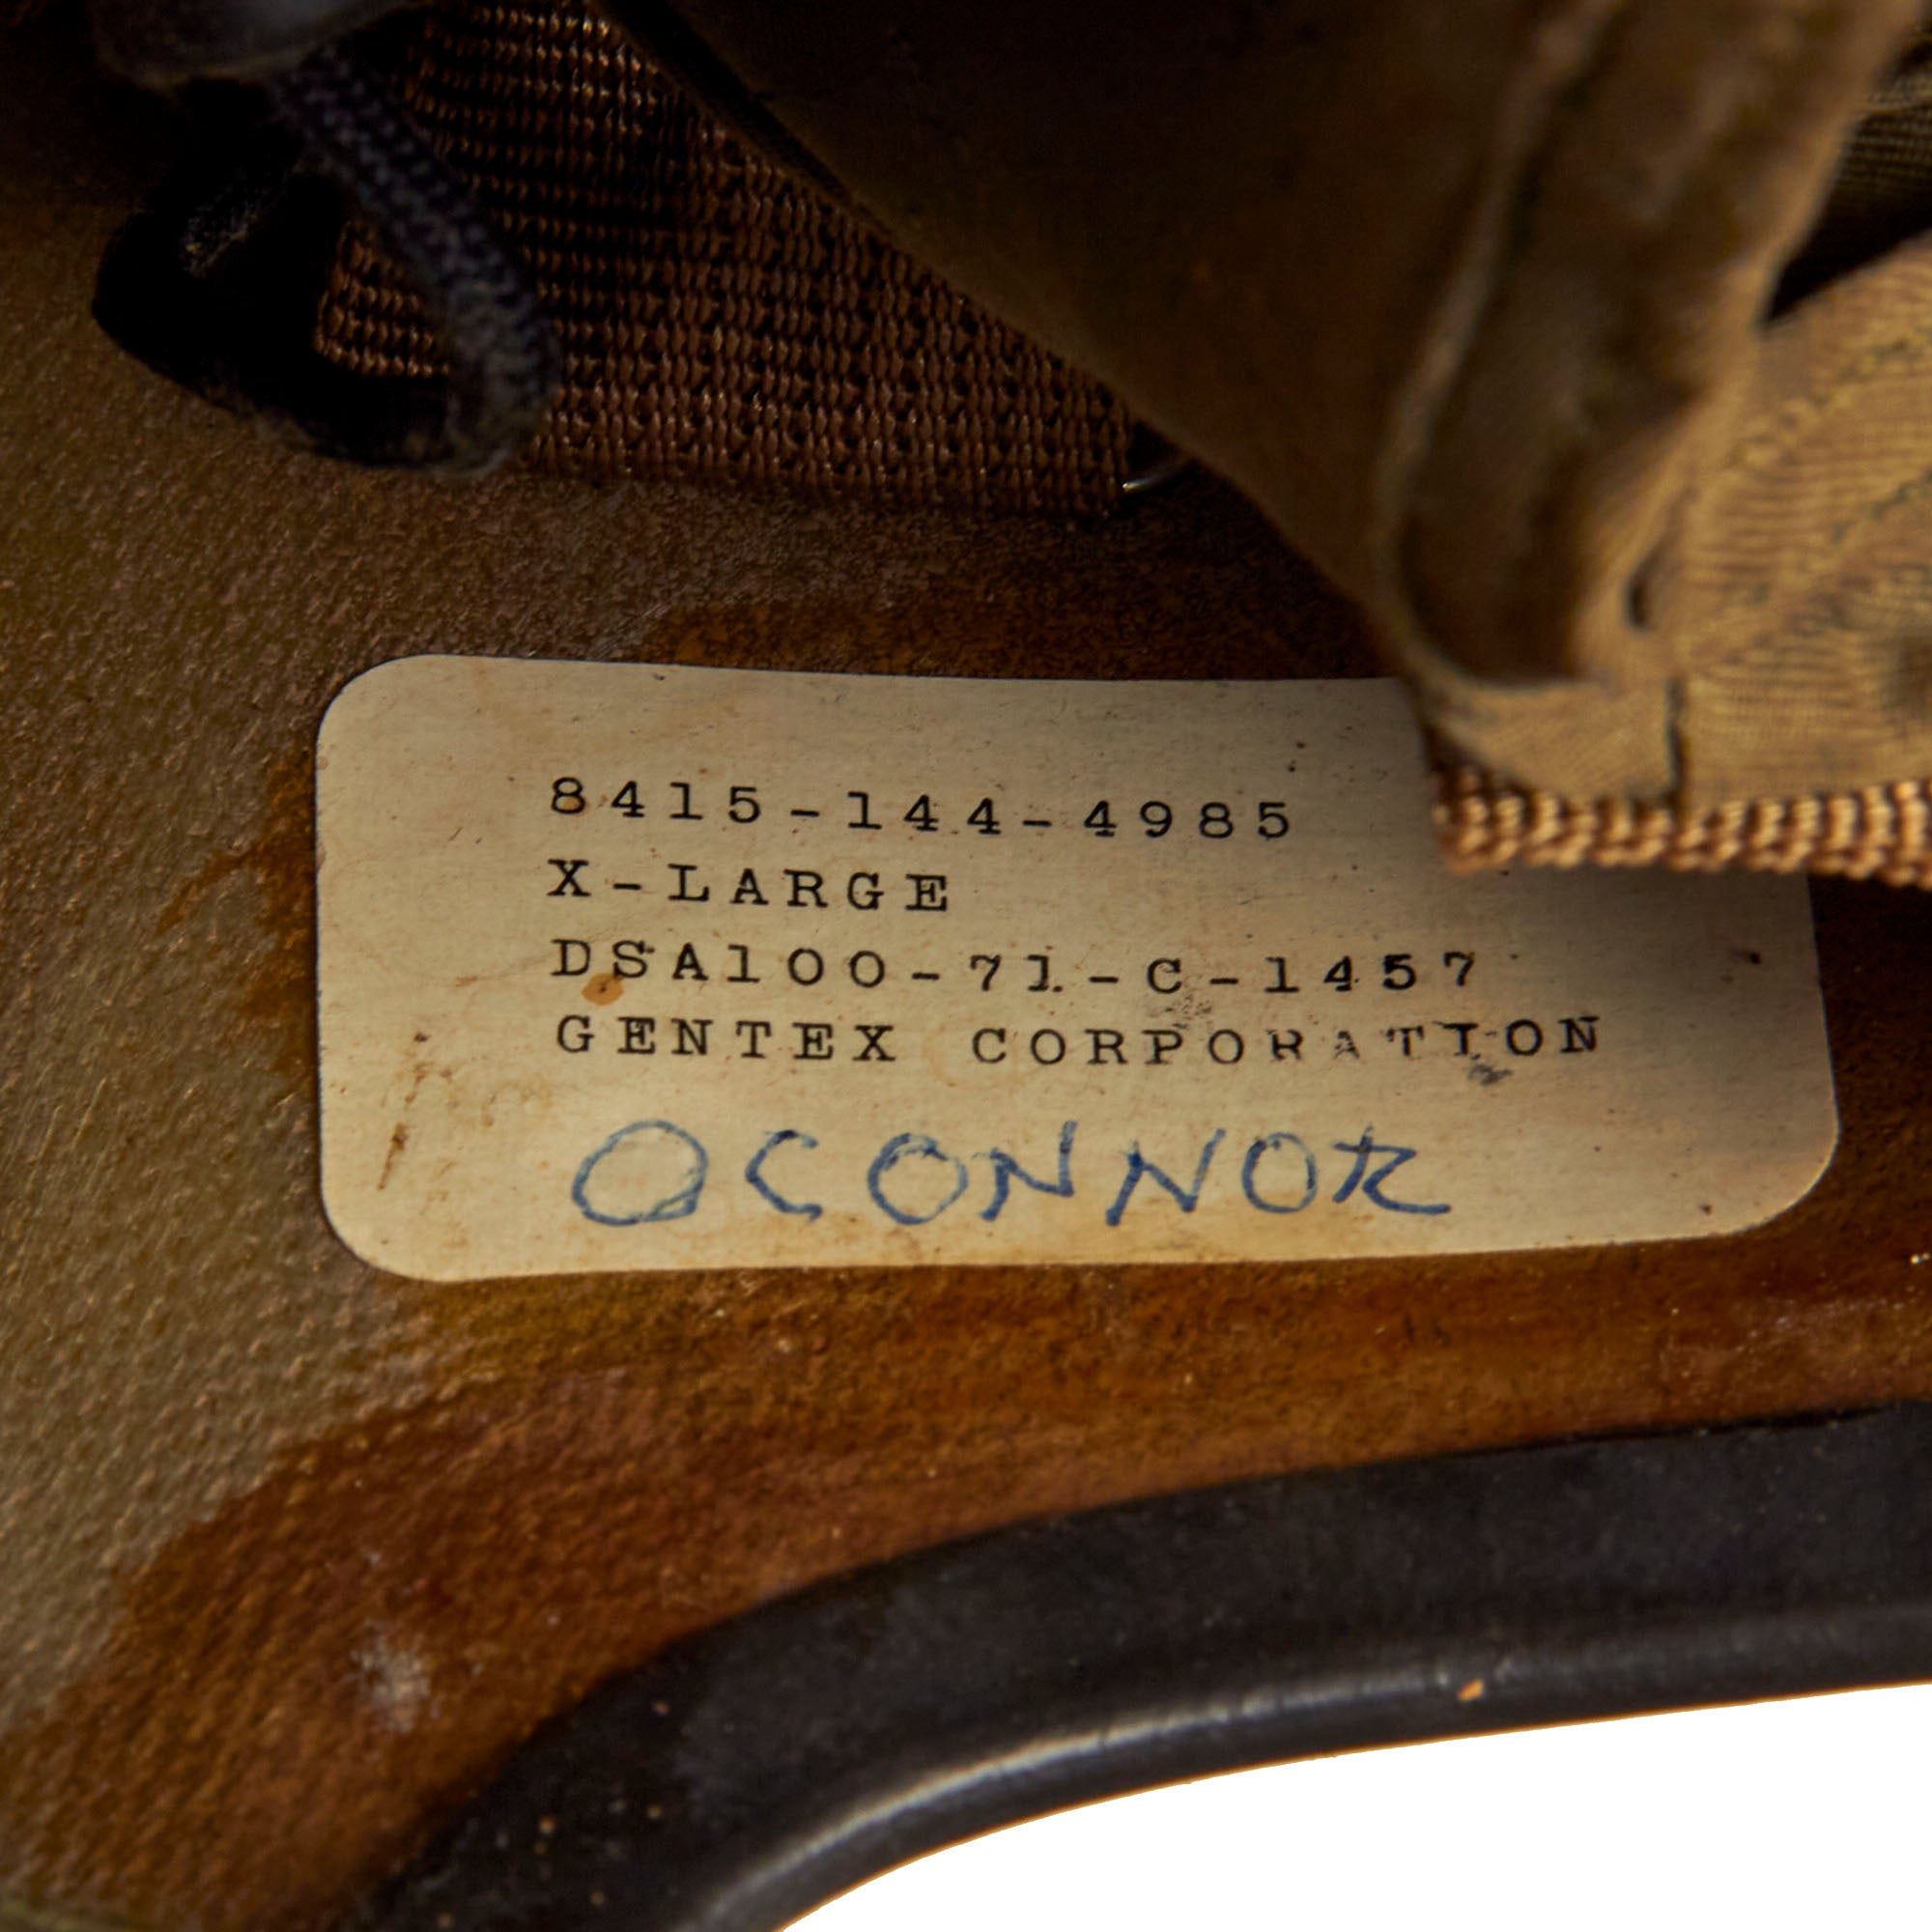 8415-144-4985
X-LARGE
DSA100-71-C-1457
GENTEX CORPORATION
OCONNOR